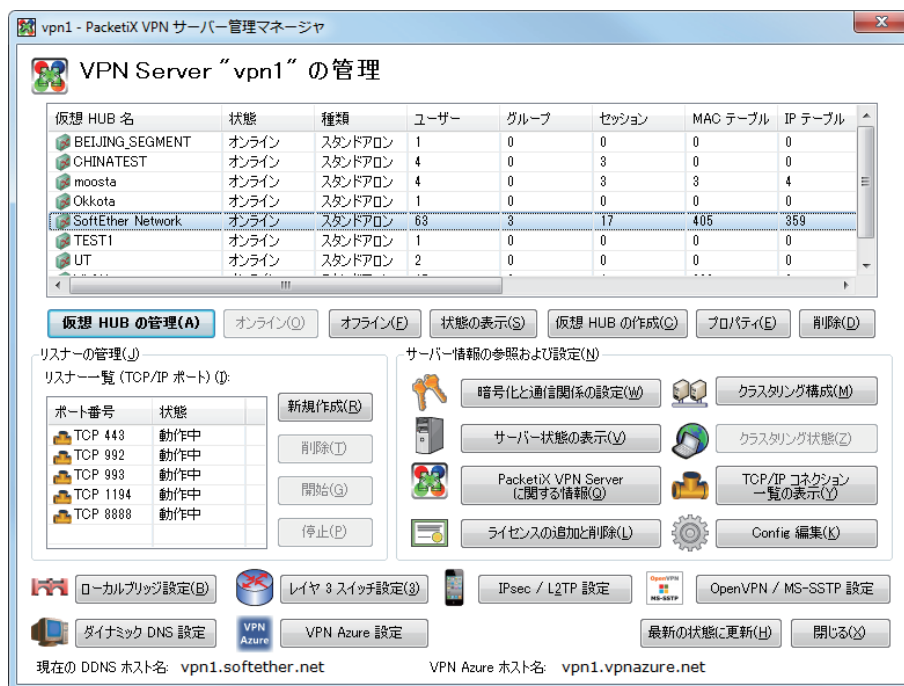 vpn1 - PacketiX VPN サーバー管理マネージャ
VPN Server "vpn1" の管理
仮想 HUB 名 状態 種類 ユーザー グループ セッション MAC テーブル IP テーブル
BEIJING_SEGMENT オンライン スタンドアロン 1 0 0 0 0
CHINATEST オンライン スタンドアロン 4 0 3 0 0
moosta オンライン スタンドアロン 4 0 3 3 4
Okkota オンライン スタンドアロン 1 0 0 0 0
SoftEther Network オンライン スタンドアロン 63 3 17 405 359
TEST1 オンライン スタンドアロン 1 0 0 0 0
UT オンライン スタンドアロン 2 0 0 0 0
仮想 HUB の管理(A) オンライン(O) オフライン(F) 状態の表示(S) 仮想 HUB の作成(C) プロパティ(E) 削除(D)
リスナーの管理(J)
リスナー一覧 (TCP/IP ポート) (I):
ポート番号 状態
TCP 443 動作中
TCP 992 動作中
TCP 993 動作中
TCP 1194 動作中
TCP 8888 動作中
新規作成(R)
削除(T)
開始(G)
停止(P)
サーバー情報の参照および設定(N)
暗号化と通信関係の設定(W) クラスタリング構成(M)
サーバー状態の表示(V) クラスタリング状態(Z)
PacketiX VPN Server
に関する情報(Q)
TCP/IP コネクション
一覧の表示(Y)
ライセンスの追加と削除(L) Config 編集(K)
ローカルブリッジ設定(B) レイヤ 3 スイッチ設定(3) IPsec / L2TP 設定
OpenVPN
MS-SSTP
OpenVPN / MS-SSTP 設定
ダイナミック DNS 設定
VPN
Azure
VPN Azure 設定 最新の状態に更新(H) 閉じる(X)
現在の DDNS ホスト名: vpn1.softether.net VPN Azure ホスト名: vpn1.vpnazure.net